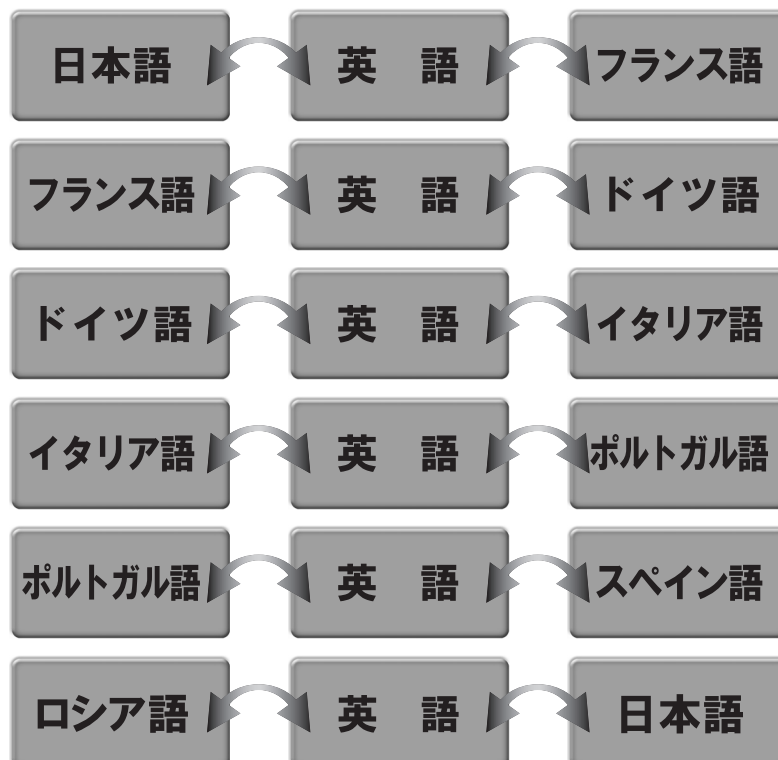 日本語 英 語 フランス語
フランス語 英 語 ドイツ語
ドイツ語 英 語 イタリア語
イタリア語 英 語 ポルトガル語
ポルトガル語 英 語 スペイン語
ロシア語 英 語 日本語